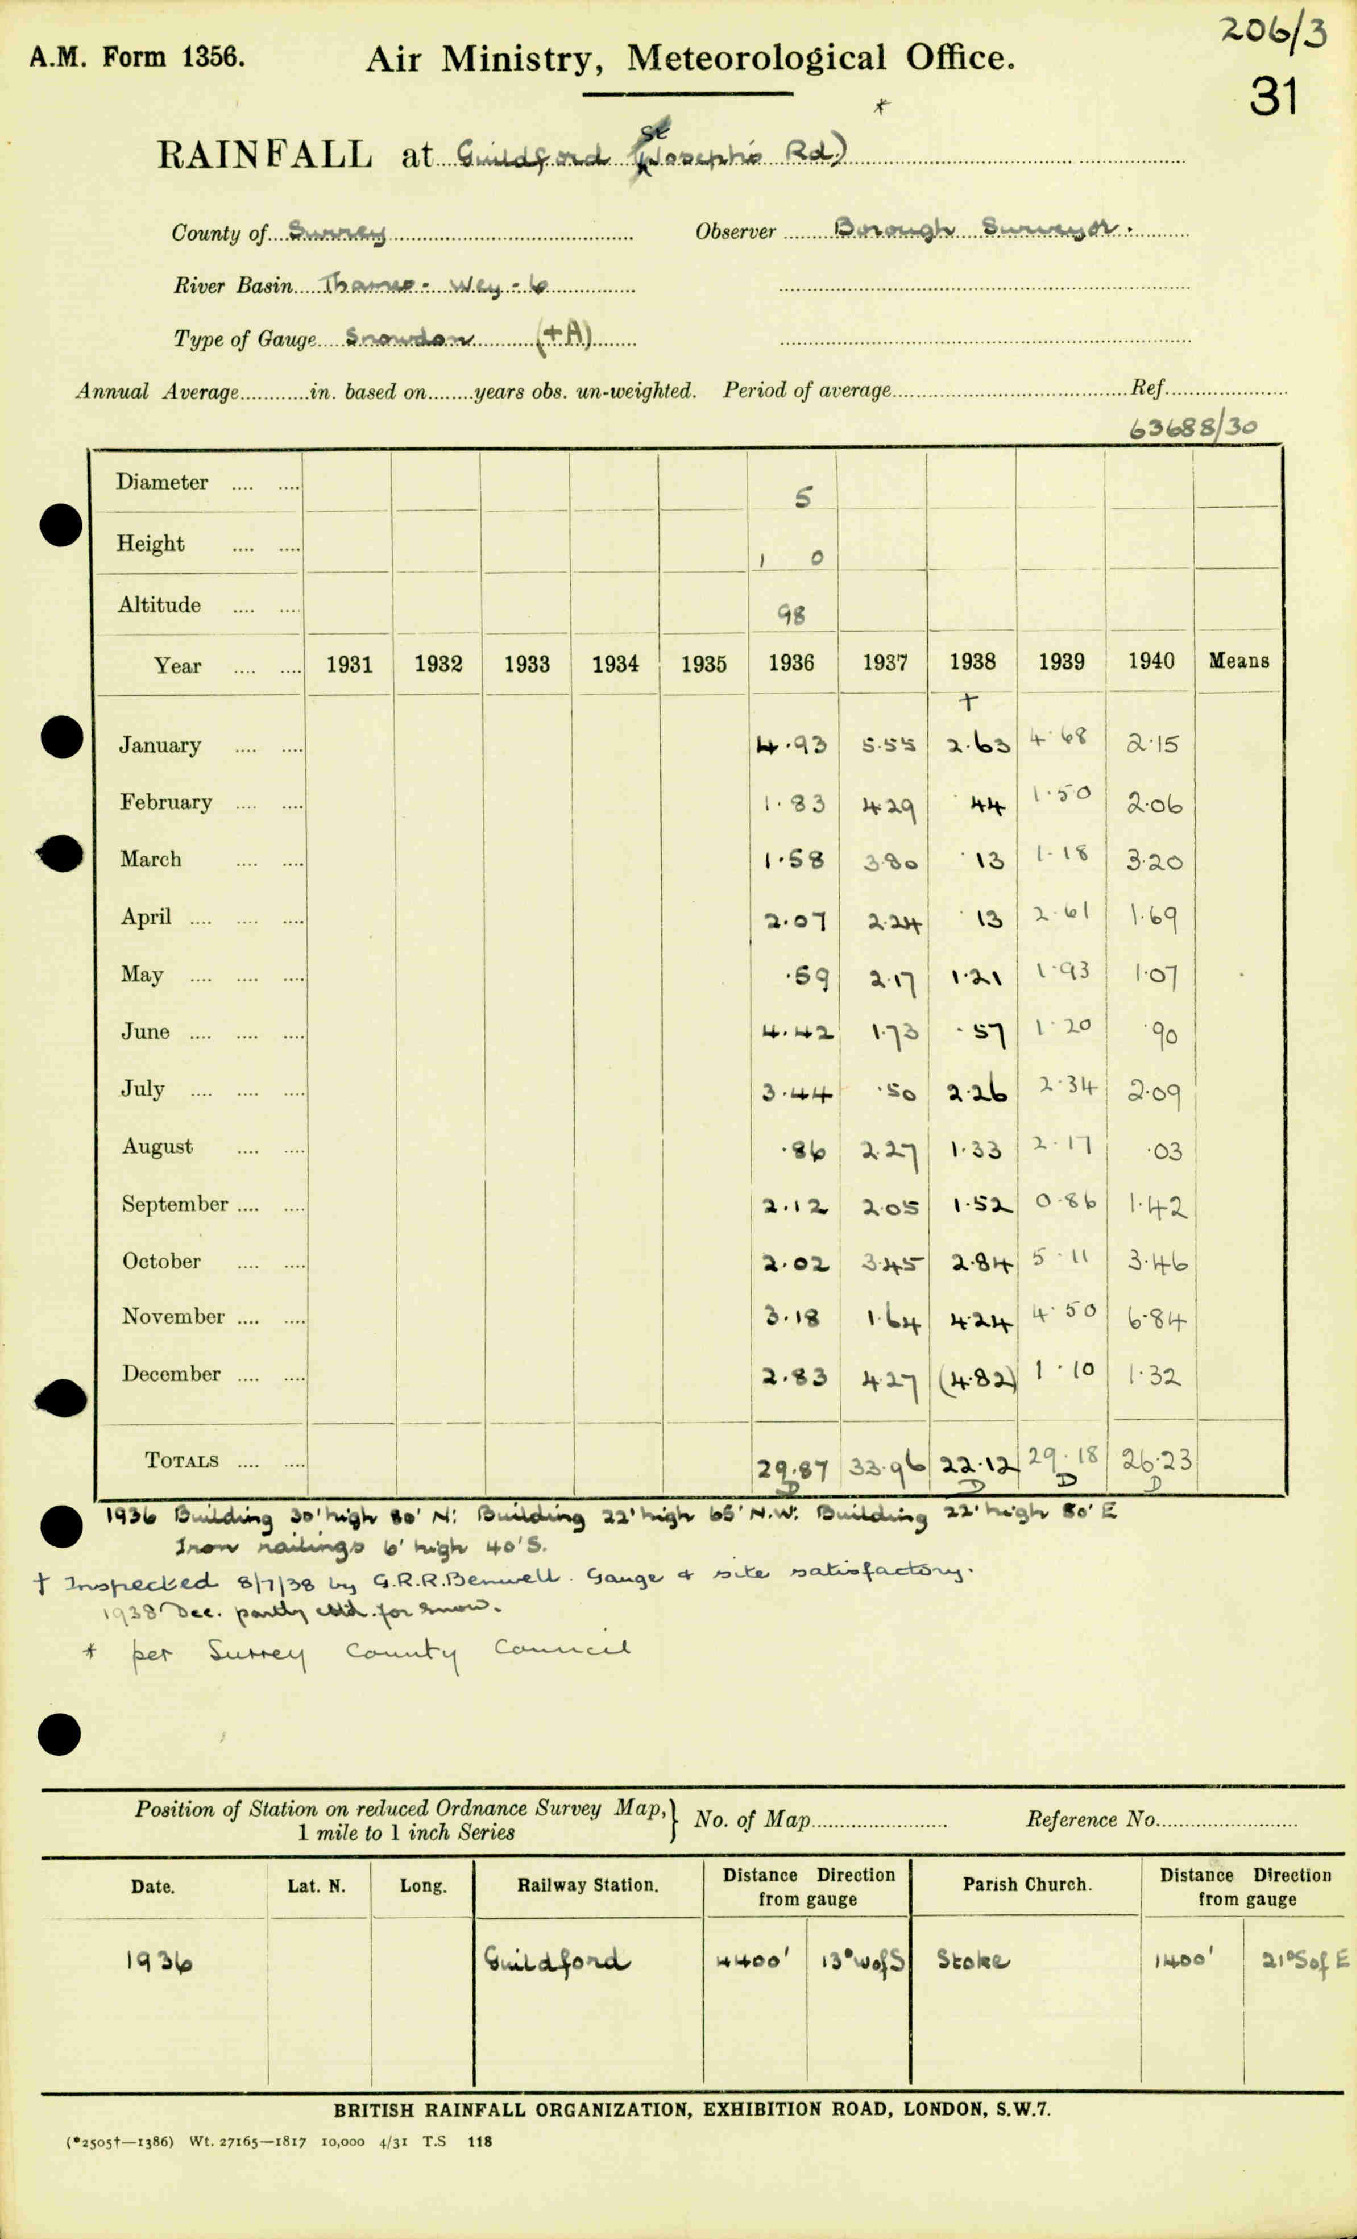 206/3
A.M. Form 1356. Air Ministry, Meteorological Office.
31
*
RAINFALL at Guildford (St Joseph's Rd.)
County of Surrey Observer Borough Surveyor.
River Basin Thames - Wey - 6
Type of Gauge Snowdon (+A)
Annual Average............in. based on........years obs. un-weighted. Period of average............Ref............
63688/30
Diameter .... .... 5
Height .... .... 1 0
Altitude .... .... 98
Year .... .... 1931 1932 1933 1934 1935 1936 1937 1938 1939 1940 Means
†
January .... .... 4.93 5.55 2.63 4.68 2.15
February .... .... 1.83 4.29 .44 1.50 2.06
March .... .... 1.58 3.80 .13 1.18 3.20
April .... .... .... 2.07 2.24 .13 2.61 1.69
May .... .... .... .59 2.17 1.21 1.93 1.07
June .... .... .... 4.42 1.73 .57 1.20 .90
July .... .... .... 3.44 .50 2.26 2.34 2.09
August .... .... .86 2.27 1.33 2.17 .03
September .... .... 2.12 2.05 1.52 0.86 1.42
October .... .... 2.02 3.45 2.84 5.11 3.46
November .... .... 3.18 1.64 4.24 4.50 6.84
December .... .... 2.83 4.27 (4.82) 1.10 1.32
TOTALS .... .... 29.87 33.96 22.12 29.18 26.23
D D D D
1936 Building 30' high 80' N: Building 22' high 65' N.W: Building 22' high 80' E
Iron railings 6' high 40' S.
† Inspected 8/7/38 by G.R.R.Benwell. Gauge & site satisfactory.
1938 Dec. partly estd. for snow.
* per Surrey County Council
Position of Station on reduced Ordnance Survey Map, } No. of Map............ Reference No............
1 mile to 1 inch Series
Date. Lat. N. Long. Railway Station. Distance Direction from gauge Parish Church. Distance Direction from gauge
1936 Guildford 4400' 13° W of S Stoke 1400' 21° S of E
BRITISH RAINFALL ORGANIZATION, EXHIBITION ROAD, LONDON, S.W.7.
(*2505†—1386) Wt. 27165—1817 10,000 4/31 T.S 118